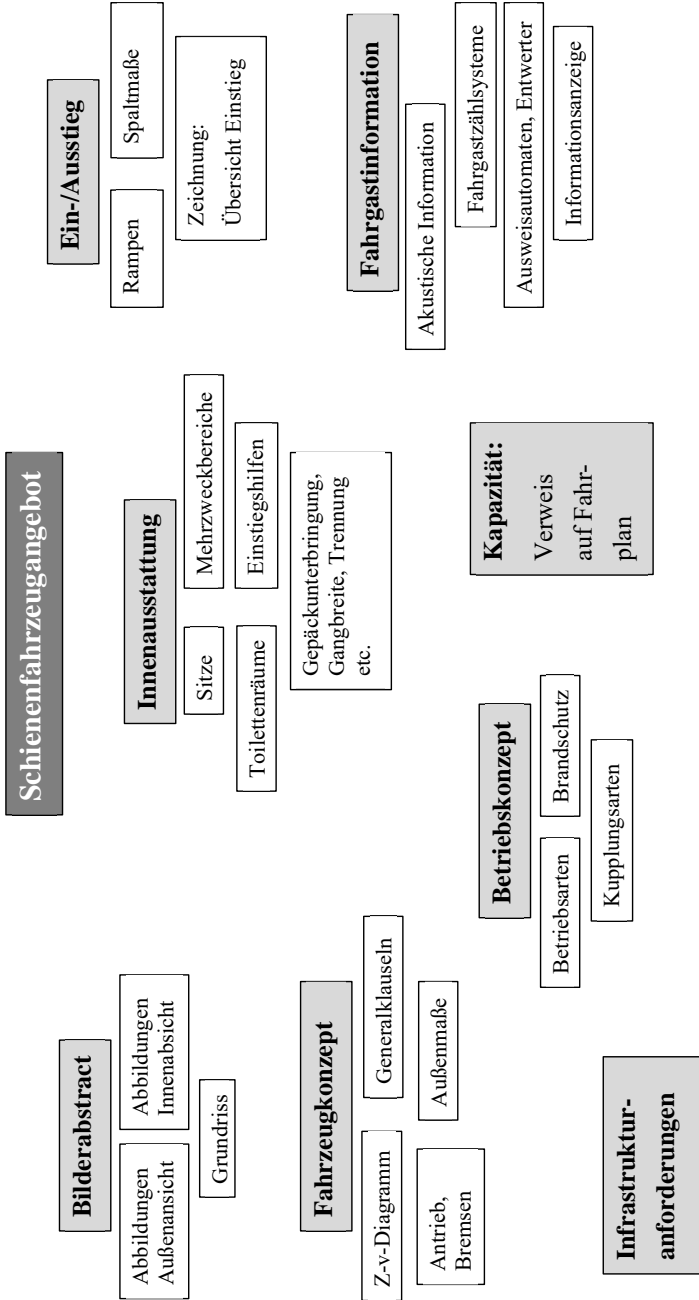 Schienenfahrzeugangebot
Bilderabstract
Abbildungen
Außenansicht
Abbildungen
Innenabsicht
Grundriss
Innenausstattung
Sitze
Mehrzweckbereiche
Toilettenräume
Einstiegshilfen
Gepäckunterbringung,
Gangbreite, Trennung
etc.
Ein-/Ausstieg
Rampen
Spaltmaße
Zeichnung:
Übersicht Einstieg
Fahrzeugkonzept
Z-v-Diagramm
Generalklauseln
Antrieb,
Bremsen
Außenmaße
Betriebskonzept
Betriebsarten
Brandschutz
Kupplungsarten
Kapazität:
Verweis
auf Fahr-
plan
Fahrgastinformation
Akustische Information
Fahrgastzählsysteme
Ausweisautomaten, Entwerter
Informationsanzeige
Infrastruktur-
anforderungen